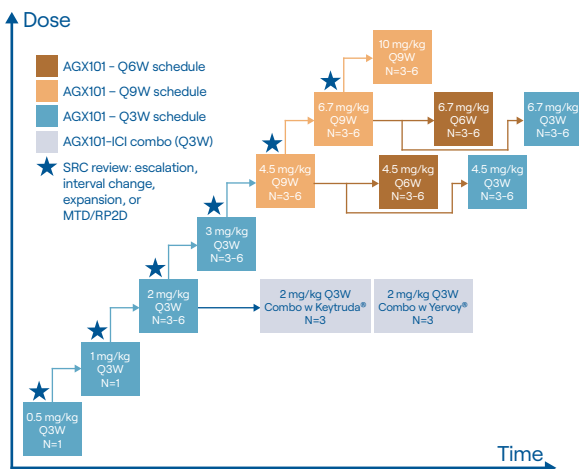 Dose
AGX101 – Q6W schedule
AGX101 – Q9W schedule
AGX101 – Q3W schedule
AGX101-ICI combo (Q3W)
SRC review: escalation,
interval change,
expansion, or
MTD/RP2D
10 mg/kg
Q9W
N=3-6
6.7 mg/kg
Q9W
N=3-6
6.7 mg/kg
Q6W
N=3-6
6.7 mg/kg
Q3W
N=3-6
4.5 mg/kg
Q9W
N=3-6
4.5 mg/kg
Q6W
N=3-6
4.5 mg/kg
Q3W
N=3-6
3 mg/kg
Q3W
N=3-6
2 mg/kg
Q3W
N=3-6
2 mg/kg Q3W
Combo w Keytruda®
N=3
2 mg/kg Q3W
Combo w Yervoy®
N=3
1 mg/kg
Q3W
N=1
0.5 mg/kg
Q3W
N=1
Time